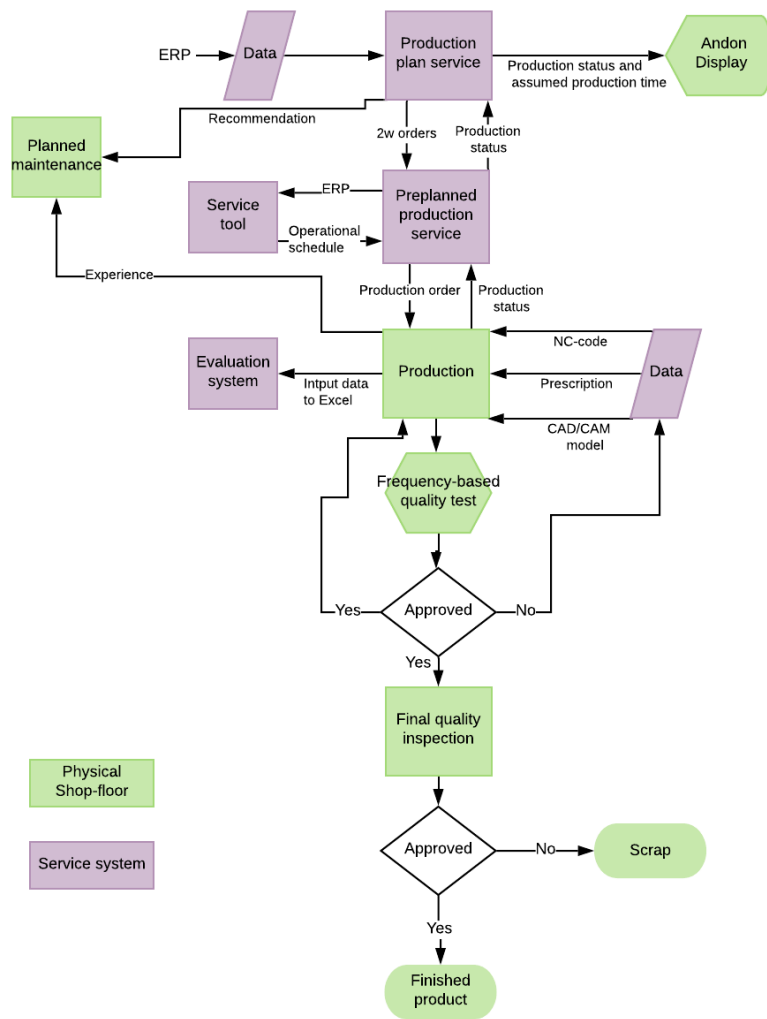 ERP
Data
Production
plan service
Production status and
assumed production time
Andon
Display
Recommendation
Planned
maintenance
2w orders
Production
status
Service
tool
ERP
Operational
schedule
Preplanned
production
service
Experience
Production order
Production
status
Evaluation
system
Intput data
to Excel
Production
NC-code
Prescription
CAD/CAM
model
Data
Frequency-based
quality test
Yes
Approved
No
Yes
Final quality
inspection
Physical
Shop-floor
Service system
Approved
No
Scrap
Yes
Finished
product